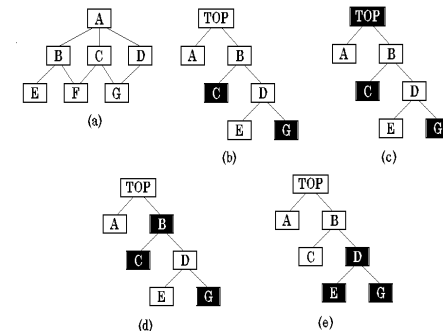 A
B C D
E F G
(a)
TOP
A B
C D
E G
(b)
TOP
A B
C D
E G
(c)
TOP
A B
C D
E G
(d)
TOP
A B
C D
E G
(e)